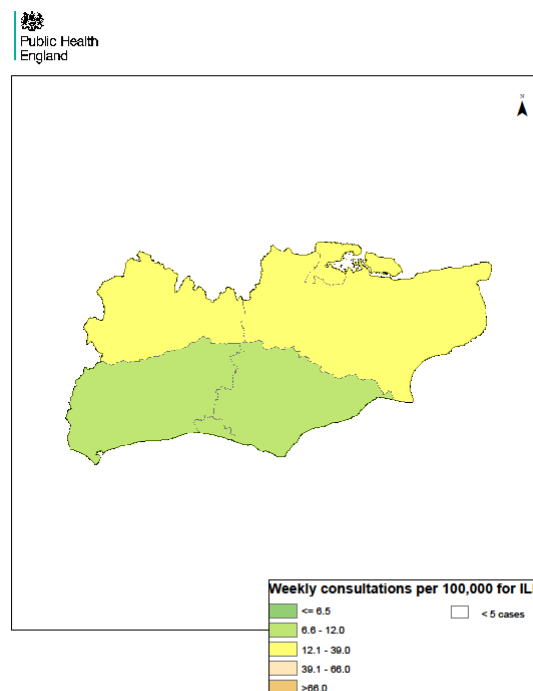 Public Health
England
N
Weekly consultations per 100,000 for IL
<= 6.5
< 5 cases
6.6 - 12.0
12.1 - 39.0
39.1 - 66.0
>66.0